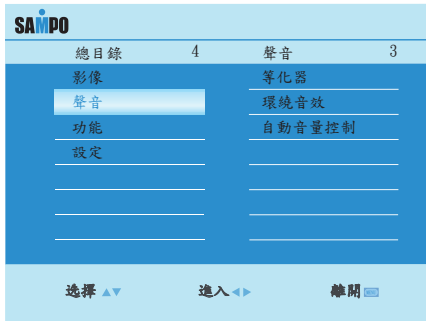 SAMPO
總目錄 4 聲音 3
影像 等化器
聲音 環繞音效
功能 自動音量控制
設定
选擇 ▲▼ 進入 ◀▶ 離開